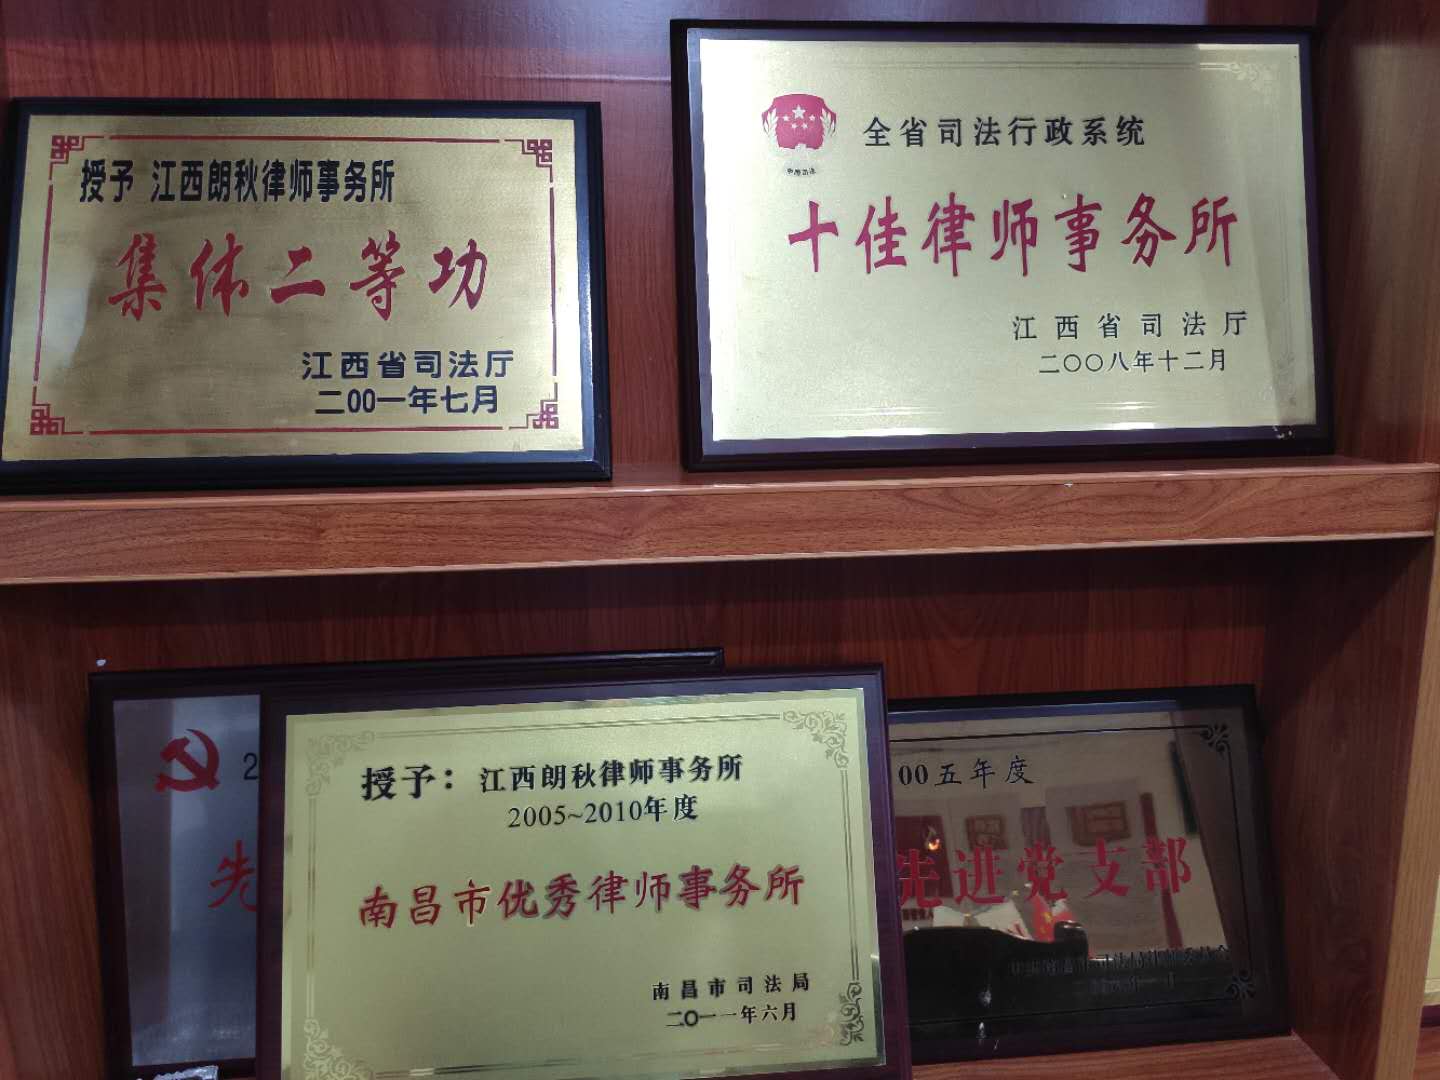 授予 江西朗秋律师事务所
集体二等功
江西省司法厅
二00一年七月
全省司法行政系统
十佳律师事务所
江西省司法厅
二〇〇八年十二月
2
先
授予：江西朗秋律师事务所
2005~2010年度
南昌市优秀律师事务所
南昌市司法局
二〇一一年六月
00五年度
先进党支部